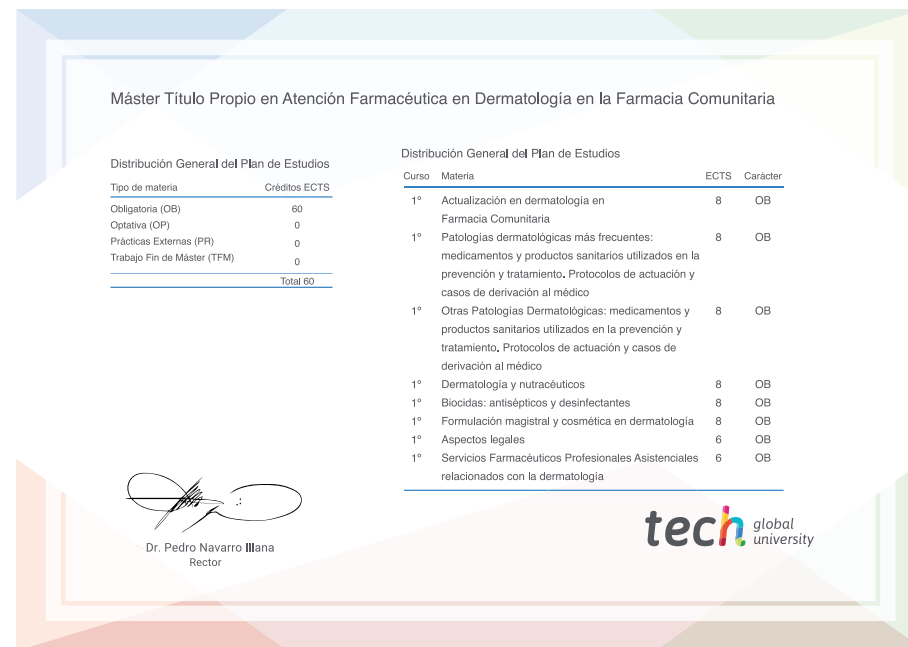 Máster Título Propio en Atención Farmacéutica en Dermatología en la Farmacia Comunitaria
Distribución General del Plan de Estudios
Tipo de materia Créditos ECTS
Obligatoria (OB) 60
Optativa (OP) 0
Prácticas Externas (PR) 0
Trabajo Fin de Máster (TFM) 0
Total 60
Distribución General del Plan de Estudios
Curso Materia ECTS Carácter
1º Actualización en dermatología en 8 OB
Farmacia Comunitaria
1º Patologías dermatológicas más frecuentes: 8 OB
medicamentos y productos sanitarios utilizados en la
prevención y tratamiento. Protocolos de actuación y
casos de derivación al médico
1º Otras Patologías Dermatológicas: medicamentos y 8 OB
productos sanitarios utilizados en la prevención y
tratamiento. Protocolos de actuación y casos de
derivación al médico
1º Dermatología y nutracéuticos 8 OB
1º Biocidas: antisépticos y desinfectantes 8 OB
1º Formulación magistral y cosmética en dermatología 8 OB
1º Aspectos legales 6 OB
1º Servicios Farmacéuticos Profesionales Asistenciales 6 OB
relacionados con la dermatología
Dr. Pedro Navarro Illana
Rector
tech global
university